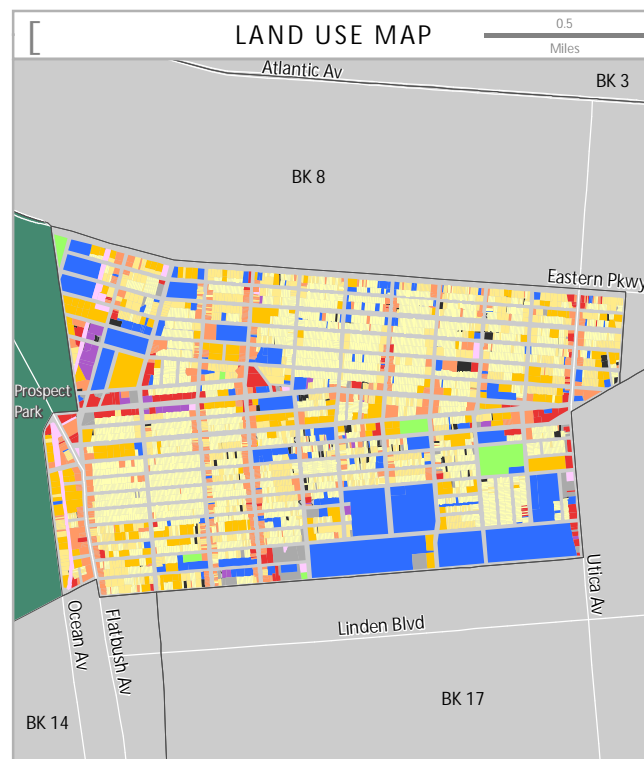 [ LAND USE MAP
0.5
Miles
Atlantic Av
BK 3
BK 8
Eastern Pkwy
Prospect
Park
Utica Av
Ocean Av
Flatbush Av
Linden Blvd
BK 17
BK 14